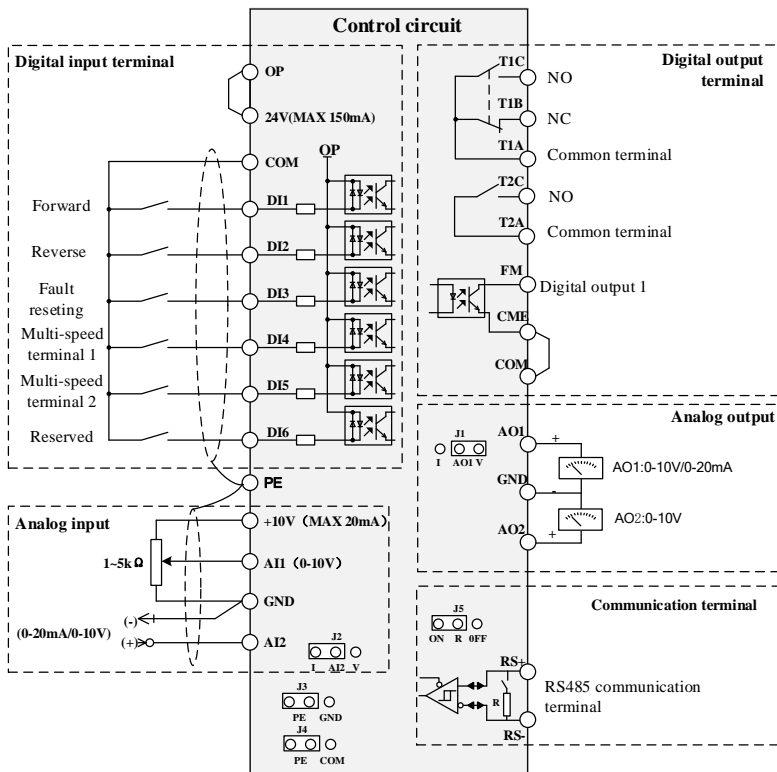 Control circuit
Digital input terminal
OP
24V(MAX 150mA)
COM
OP
Forward
DI1
Reverse
DI2
Fault
reseting
DI3
Multi-speed
terminal 1
DI4
Multi-speed
terminal 2
DI5
Reserved
DI6
PE
Analog input
+10V（MAX 20mA）
1~5kΩ
AI1（0-10V）
GND
(-)
(0-20mA/0-10V)
(+)
AI2
J2
I AI2 V
J3
PE GND
J4
PE COM
Digital output
terminal
T1C
NO
T1B
NC
T1A
Common terminal
T2C
NO
T2A
Common terminal
FM
Digital output 1
CME
COM
Analog output
J1
I AO1 V
AO1
+
AO1:0-10V/0-20mA
GND
-
AO2:0-10V
AO2
+
Communication terminal
J5
ON R 0FF
RS+
R
RS485 communication
terminal
RS-